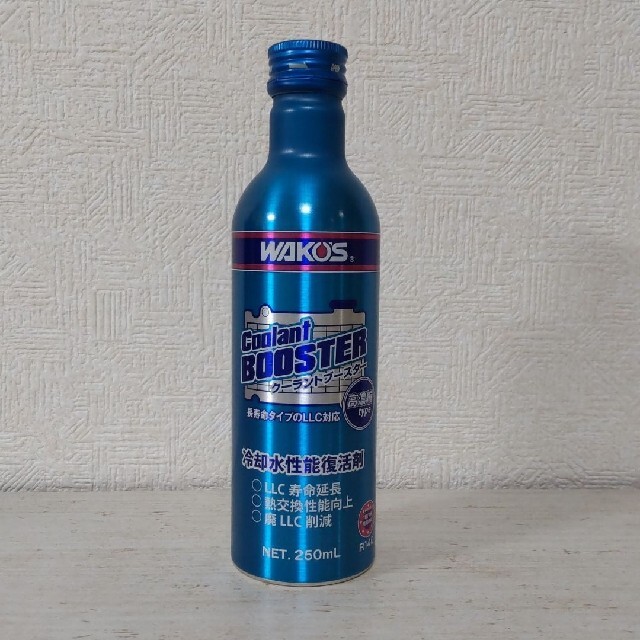 WAKO'S®
Coolant
BOOSTER
クーラントブースター
長寿命タイプのLLC対応
type
冷却水性能復活剤
○ LLC 寿命延長
○ 熱交換性能向上
○ 廃 LLC 削減
NET. 250mL